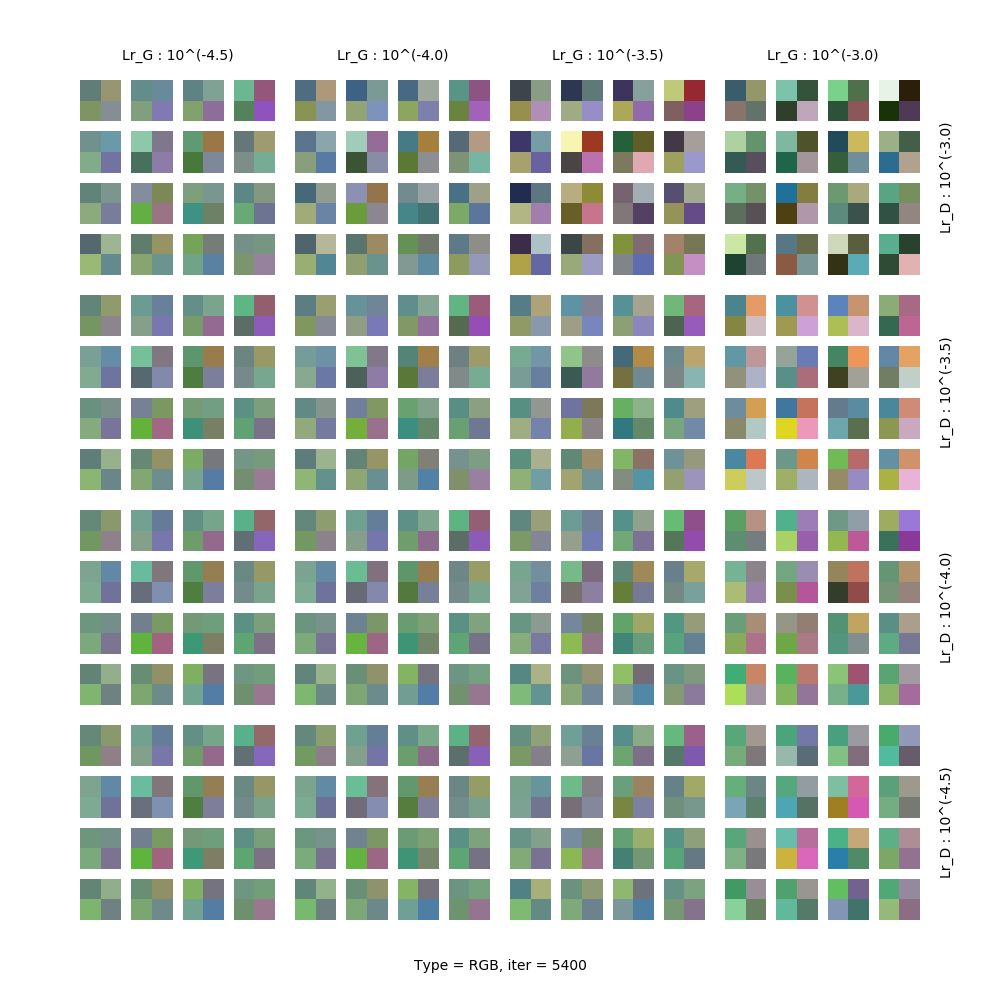 Lr_G : 10^(-4.5)
Lr_G : 10^(-4.0)
Lr_G : 10^(-3.5)
Lr_G : 10^(-3.0)
Lr_D : 10^(-3.0)
Lr_D : 10^(-3.5)
Lr_D : 10^(-4.0)
Lr_D : 10^(-4.5)
Type = RGB, iter = 5400